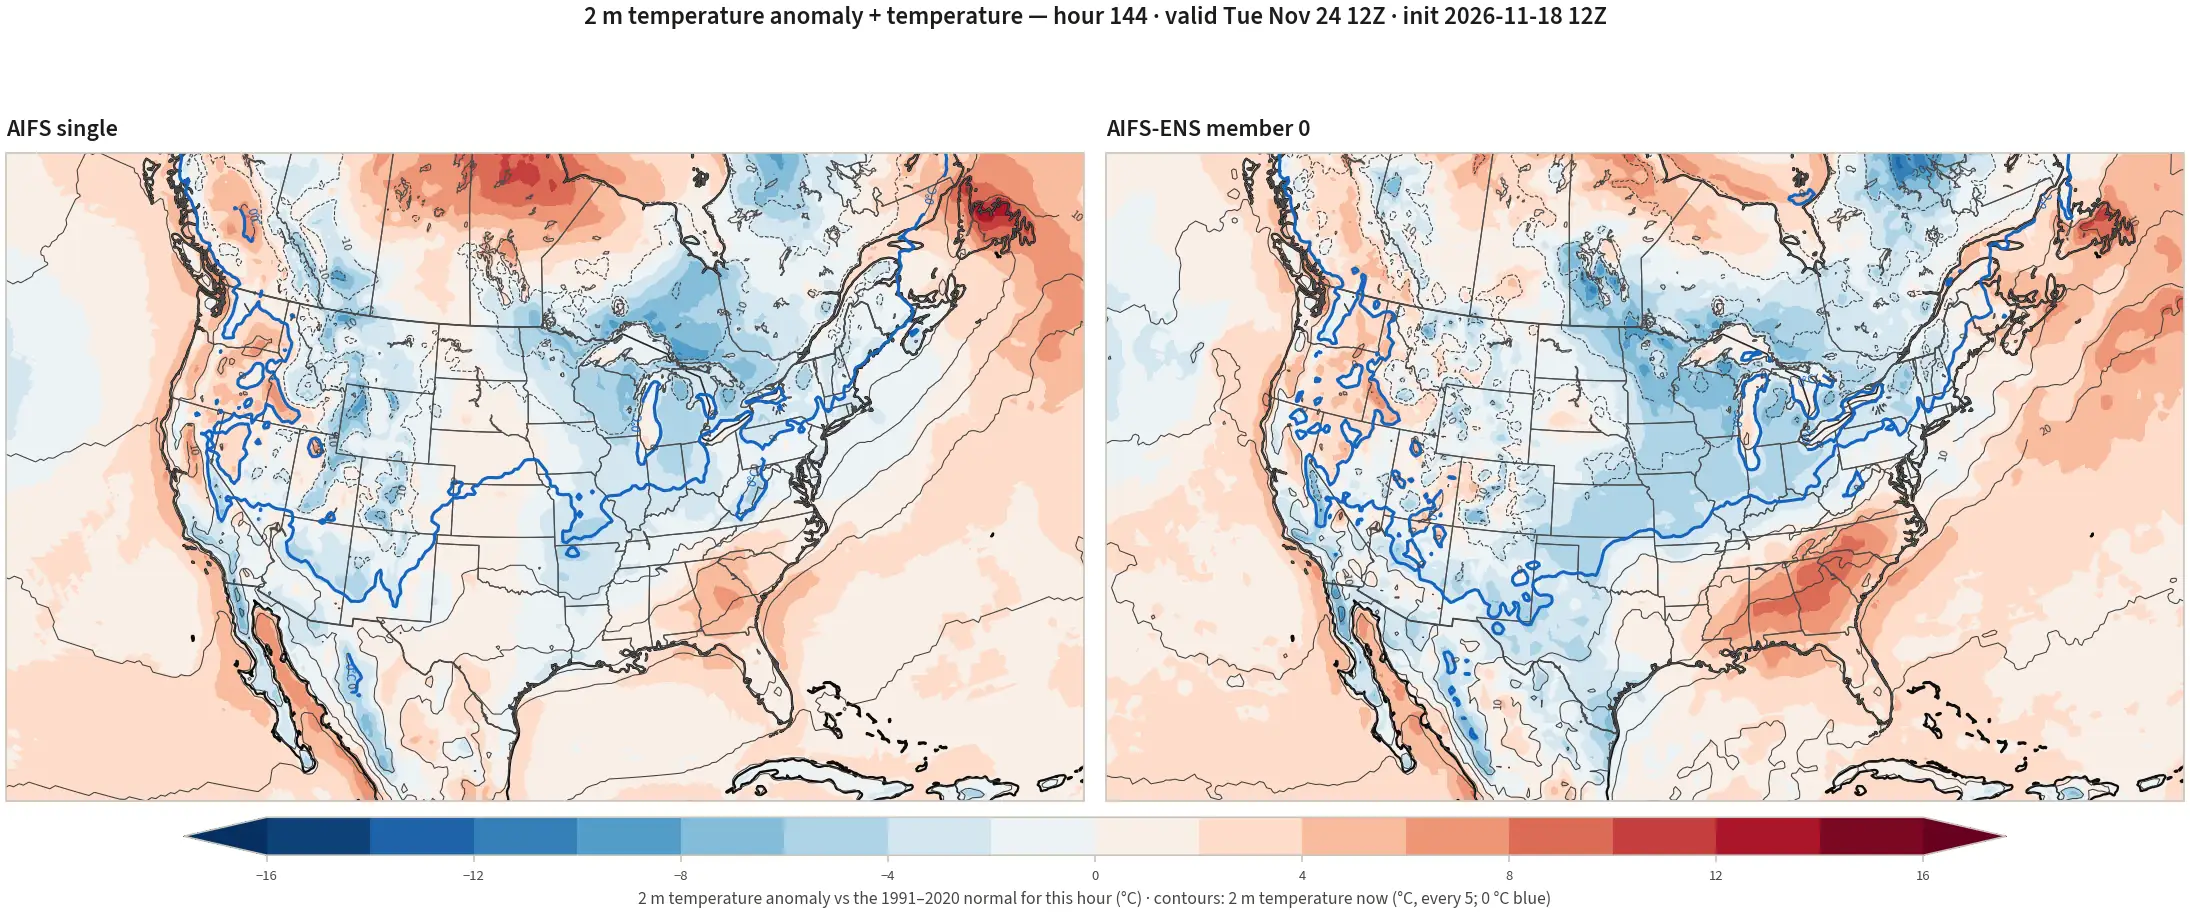 2 m temperature anomaly + temperature — hour 144 · valid Tue Nov 24 12Z · init 2026-11-18 12Z
AIFS single
AIFS-ENS member 0
−16 −12 −8 −4 0 4 8 12 16
2 m temperature anomaly vs the 1991–2020 normal for this hour (°C) · contours: 2 m temperature now (°C, every 5; 0 °C blue)